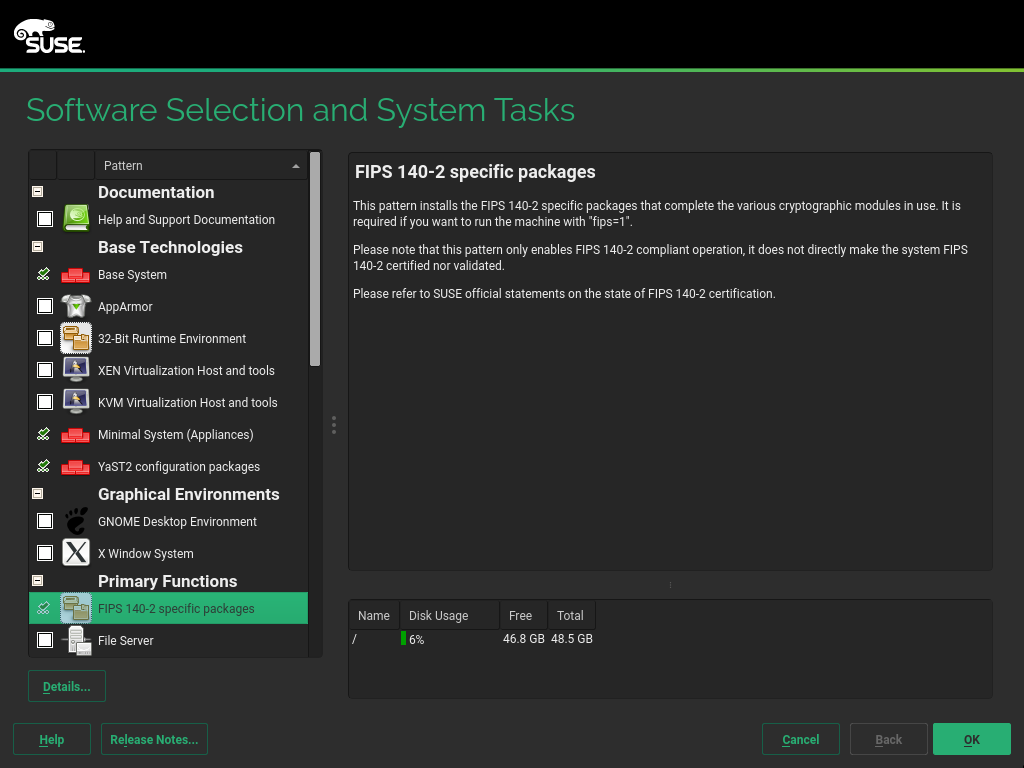 SUSE.
Software Selection and System Tasks
Pattern
Documentation
Help and Support Documentation
Base Technologies
Base System
AppArmor
32-Bit Runtime Environment
XEN Virtualization Host and tools
KVM Virtualization Host and tools
Minimal System (Appliances)
YaST2 configuration packages
Graphical Environments
GNOME Desktop Environment
X Window System
Primary Functions
FIPS 140-2 specific packages
File Server
Details...
FIPS 140-2 specific packages
This pattern installs the FIPS 140-2 specific packages that complete the various cryptographic modules in use. It is
required if you want to run the machine with "fips=1".
Please note that this pattern only enables FIPS 140-2 compliant operation, it does not directly make the system FIPS
140-2 certified nor validated.
Please refer to SUSE official statements on the state of FIPS 140-2 certification.
Name Disk Usage Free Total
/ 6% 46.8 GB 48.5 GB
Help Release Notes... Cancel Back OK